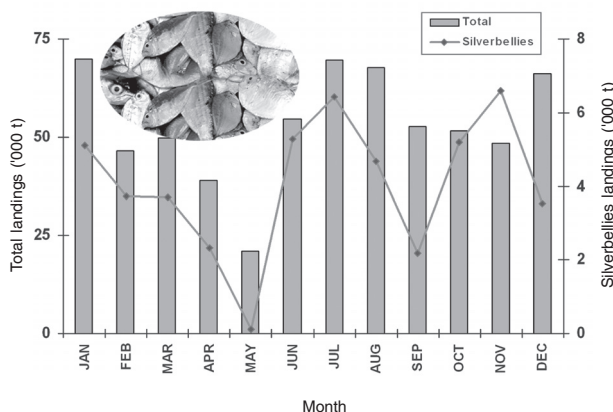 Total
Silverbellies
75
50
25
0
Total landings ('000 t)
8
6
4
2
0
Silverbellies landings ('000 t)
JAN
FEB
MAR
APR
MAY
JUN
JUL
AUG
SEP
OCT
NOV
DEC
Month